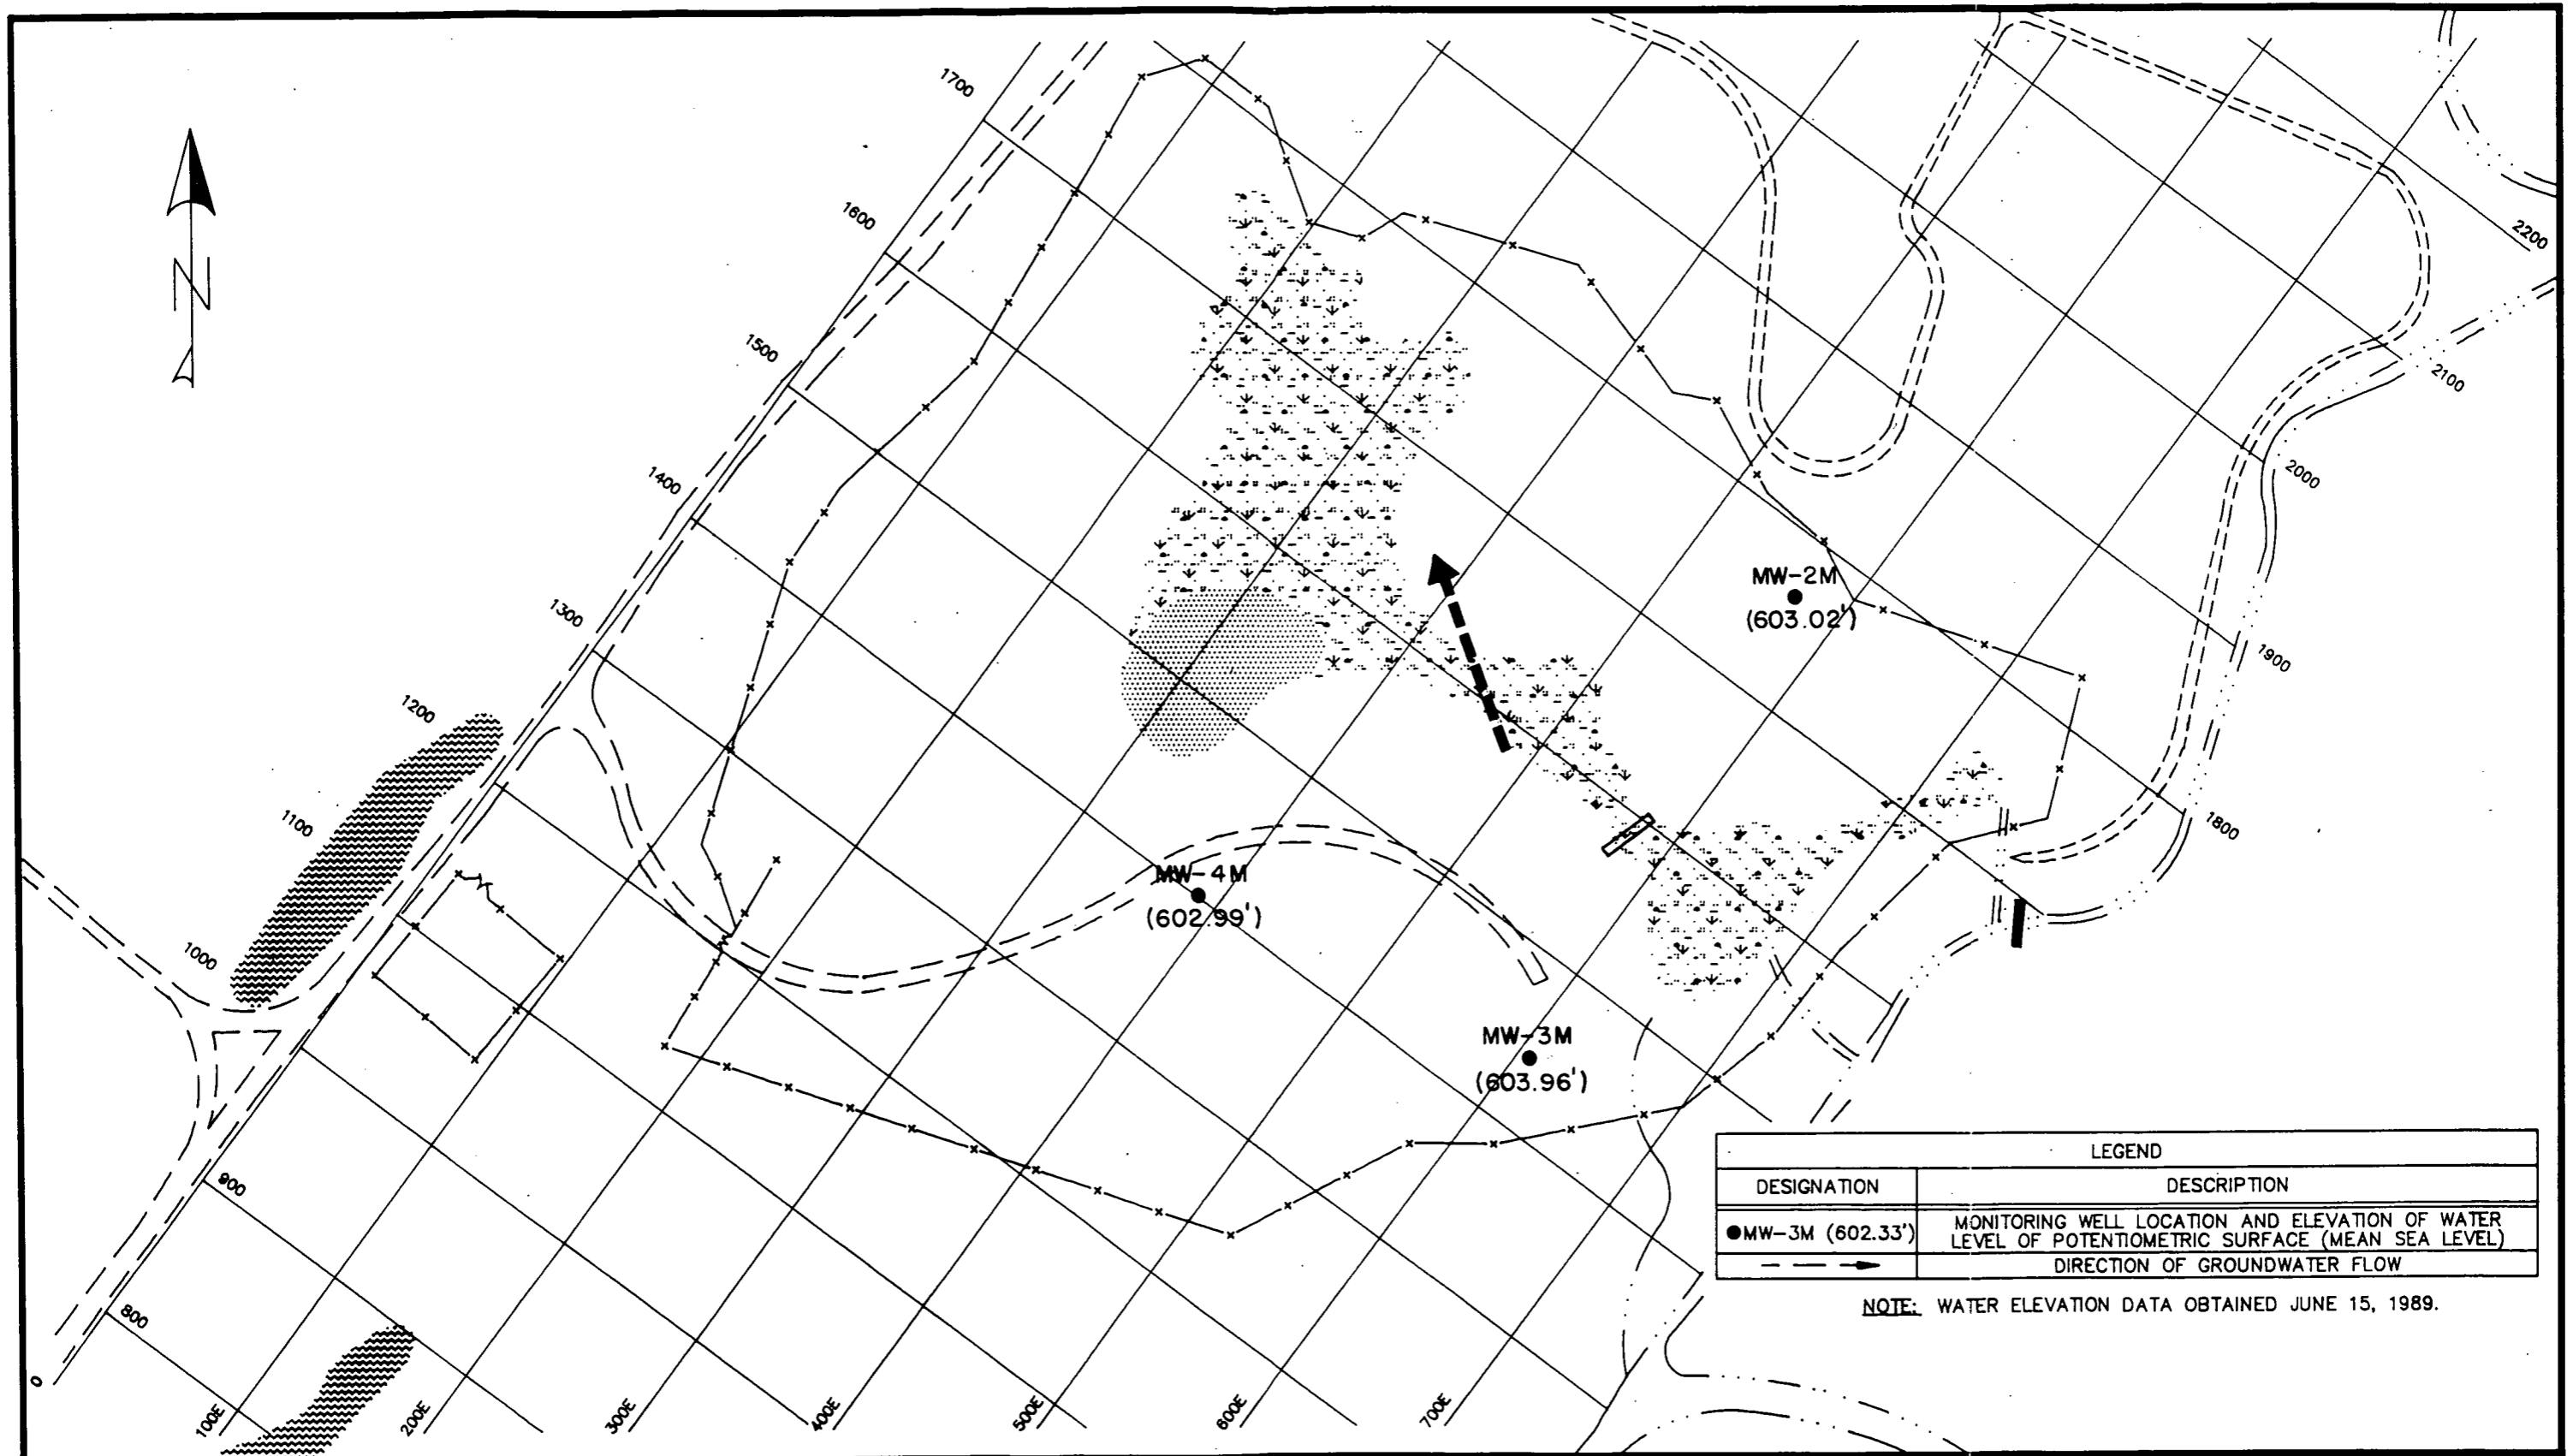 1700
1600
1500
1400
1300
1200
1100
1000
900
800
0
N
2200
2100
2000
1900
1800
MW-2M
(603.02')
MW-4M
(602.99')
MW-3M
(603.96')
100E
200E
300E
400E
500E
600E
700E
LEGEND
DESIGNATION DESCRIPTION
MW-3M (602.33') MONITORING WELL LOCATION AND ELEVATION OF WATER
LEVEL OF POTENTIOMETRIC SURFACE (MEAN SEA LEVEL)
DIRECTION OF GROUNDWATER FLOW
NOTE: WATER ELEVATION DATA OBTAINED JUNE 15, 1989.